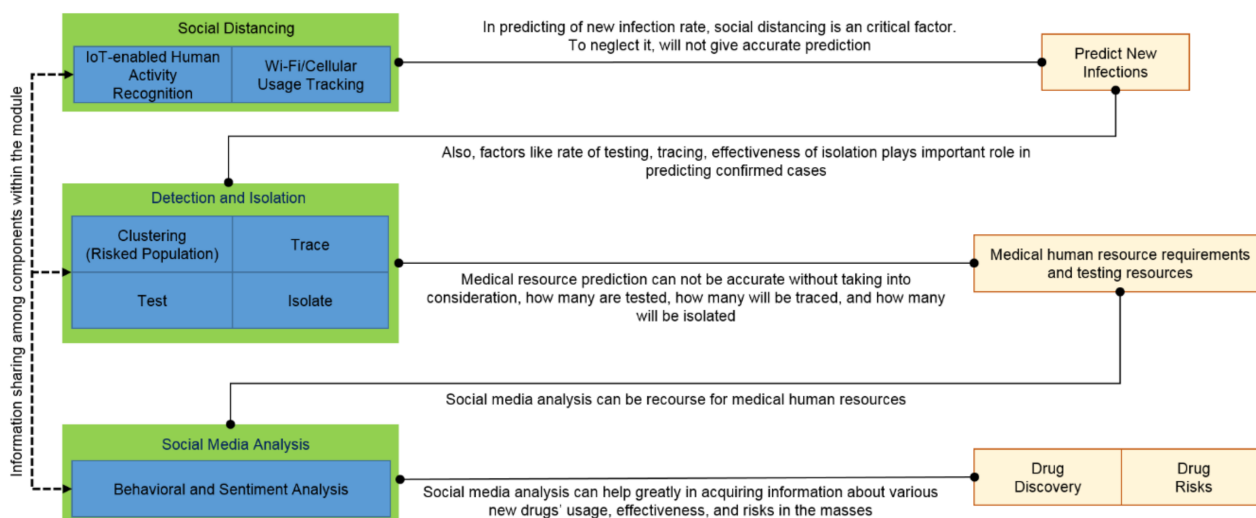 Information sharing among components within the module
Social Distancing
IoT-enabled Human
Activity
Recognition
Wi-Fi/Cellular
Usage Tracking
In predicting of new infection rate, social distancing is an critical factor.
To neglect it, will not give accurate prediction
Predict New
Infections
Also, factors like rate of testing, tracing, effectiveness of isolation plays important role in
predicting confirmed cases
Detection and Isolation
Clustering
(Risked Population)
Trace
Test
Isolate
Medical resource prediction can not be accurate without taking into
consideration, how many are tested, how many will be traced, and how many
will be isolated
Medical human resource requirements
and testing resources
Social media analysis can be recourse for medical human resources
Social Media Analysis
Behavioral and Sentiment Analysis
Social media analysis can help greatly in acquiring information about various
new drugs' usage, effectiveness, and risks in the masses
Drug
Discovery
Drug
Risks